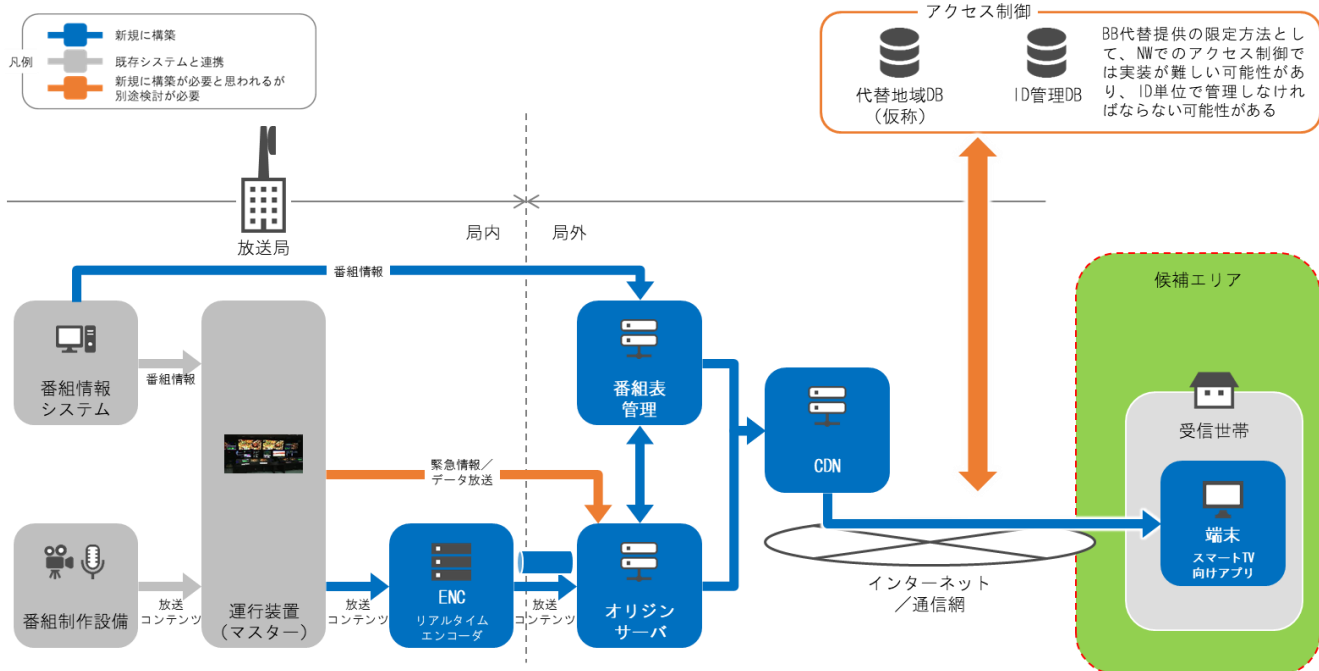 凡例
新規に構築
既存システムと連携
新規に構築が必要と思われるが
別途検討が必要
アクセス制御
代替地域DB
（仮称）
ID管理DB
BB代替提供の限定方法とし
て、NWでのアクセス制御で
は実装が難しい可能性があ
り、ID単位で管理しなけれ
ばならない可能性がある
放送局
局内
局外
番組情報
番組情報
システム
番組情報
番組表
管理
候補エリア
受信世帯
CDN
緊急情報／
データ放送
端末
スマートTV
向けアプリ
番組制作設備
放送
コンテンツ
運行装置
（マスター）
放送
コンテンツ
ENC
リアルタイム
エンコーダ
放送
コンテンツ
オリジン
サーバ
インターネット
／通信網